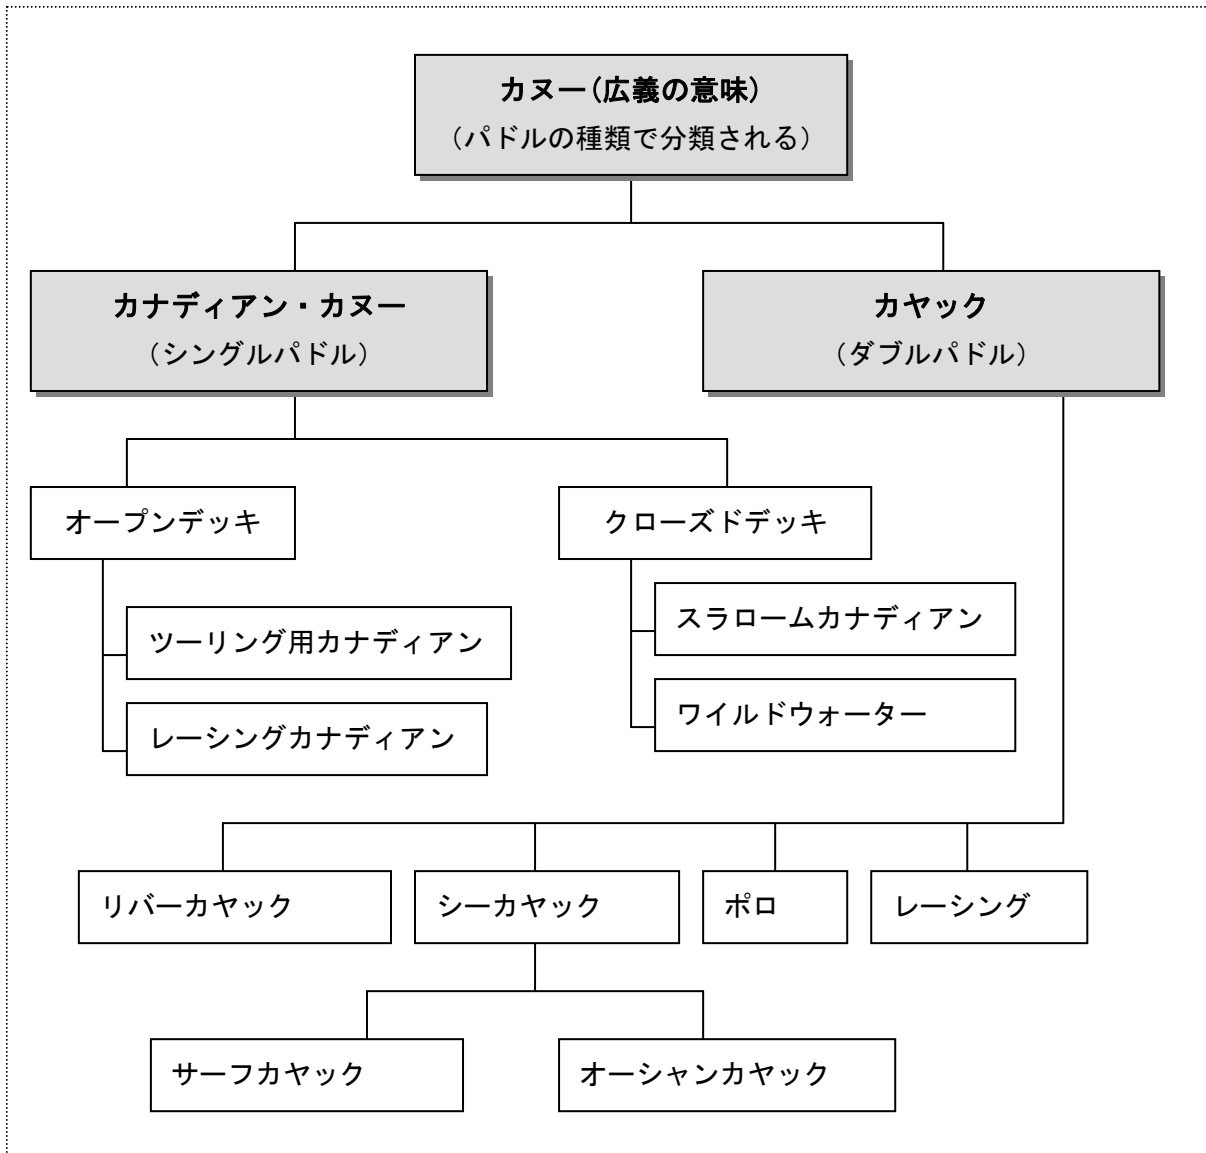 カヌー(広義の意味)
（パドルの種類で分類される）
カナディアン・カヌー
（シングルパドル）
カヤック
（ダブルパドル）
オープンデッキ
クローズドデッキ
ツーリング用カナディアン
レーシングカナディアン
スラロームカナディアン
ワイルドウォーター
リバーカヤック
シーカヤック
ポロ
レーシング
サーフカヤック
オーシャンカヤック